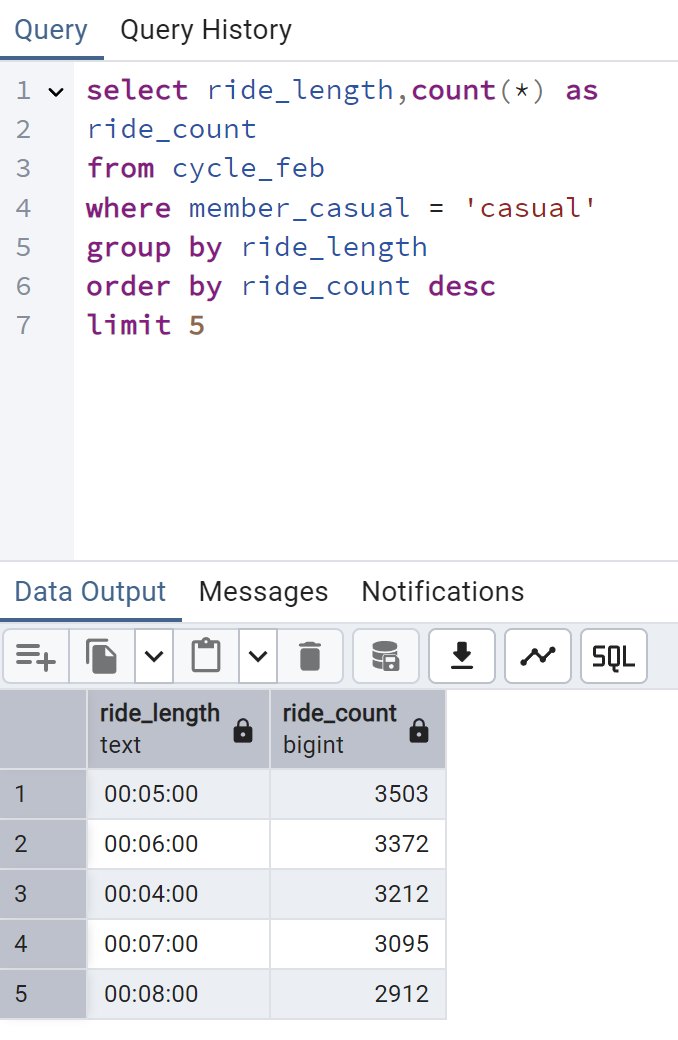 Query Query History
1 select ride_length,count(*) as
2 ride_count
3 from cycle_feb
4 where member_casual = 'casual'
5 group by ride_length
6 order by ride_count desc
7 limit 5
Data Output Messages Notifications
SQL
ride_length ride_count
text bigint
1 00:05:00 3503
2 00:06:00 3372
3 00:04:00 3212
4 00:07:00 3095
5 00:08:00 2912